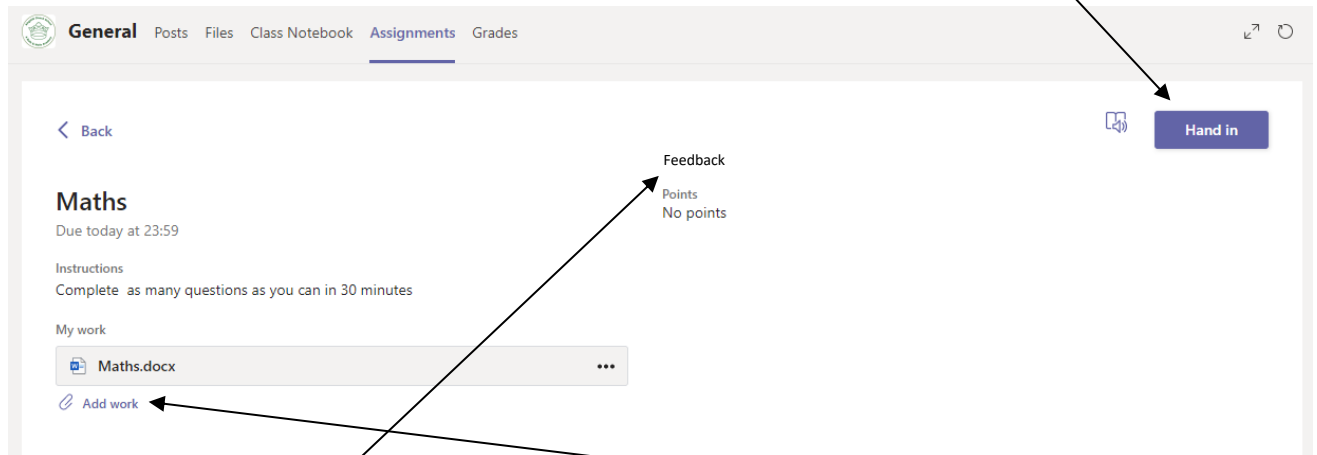 General Posts Files Class Notebook Assignments Grades
Back
Hand in
Feedback
Maths
Points
No points
Due today at 23:59
Instructions
Complete as many questions as you can in 30 minutes
My work
Maths.docx
Add work